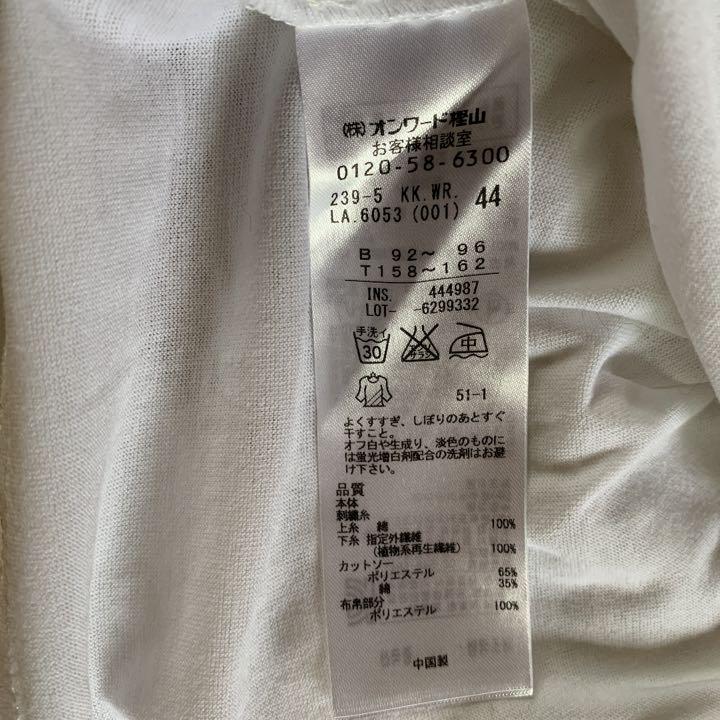 (株)オンワード樫山
お客様相談室
0120-58-6300
239-5 KK.WR. 44
LA.6053 (001)
B 92~ 96
T158~162
INS. 444987
LOT- -6299332
手洗イ
30
中
51-1
よくすすぎ、しぼりのあとすぐ
干すこと。
オフ白や生成り、淡色のものに
は蛍光増白剤配合の洗剤はお避
け下さい。
品質
本体
刺繍糸
上糸 綿 100%
下糸 指定外繊維
(植物系再生繊維) 100%
カットソー
ポリエステル 65%
綿 35%
布帛部分
ポリエステル 100%
中国製